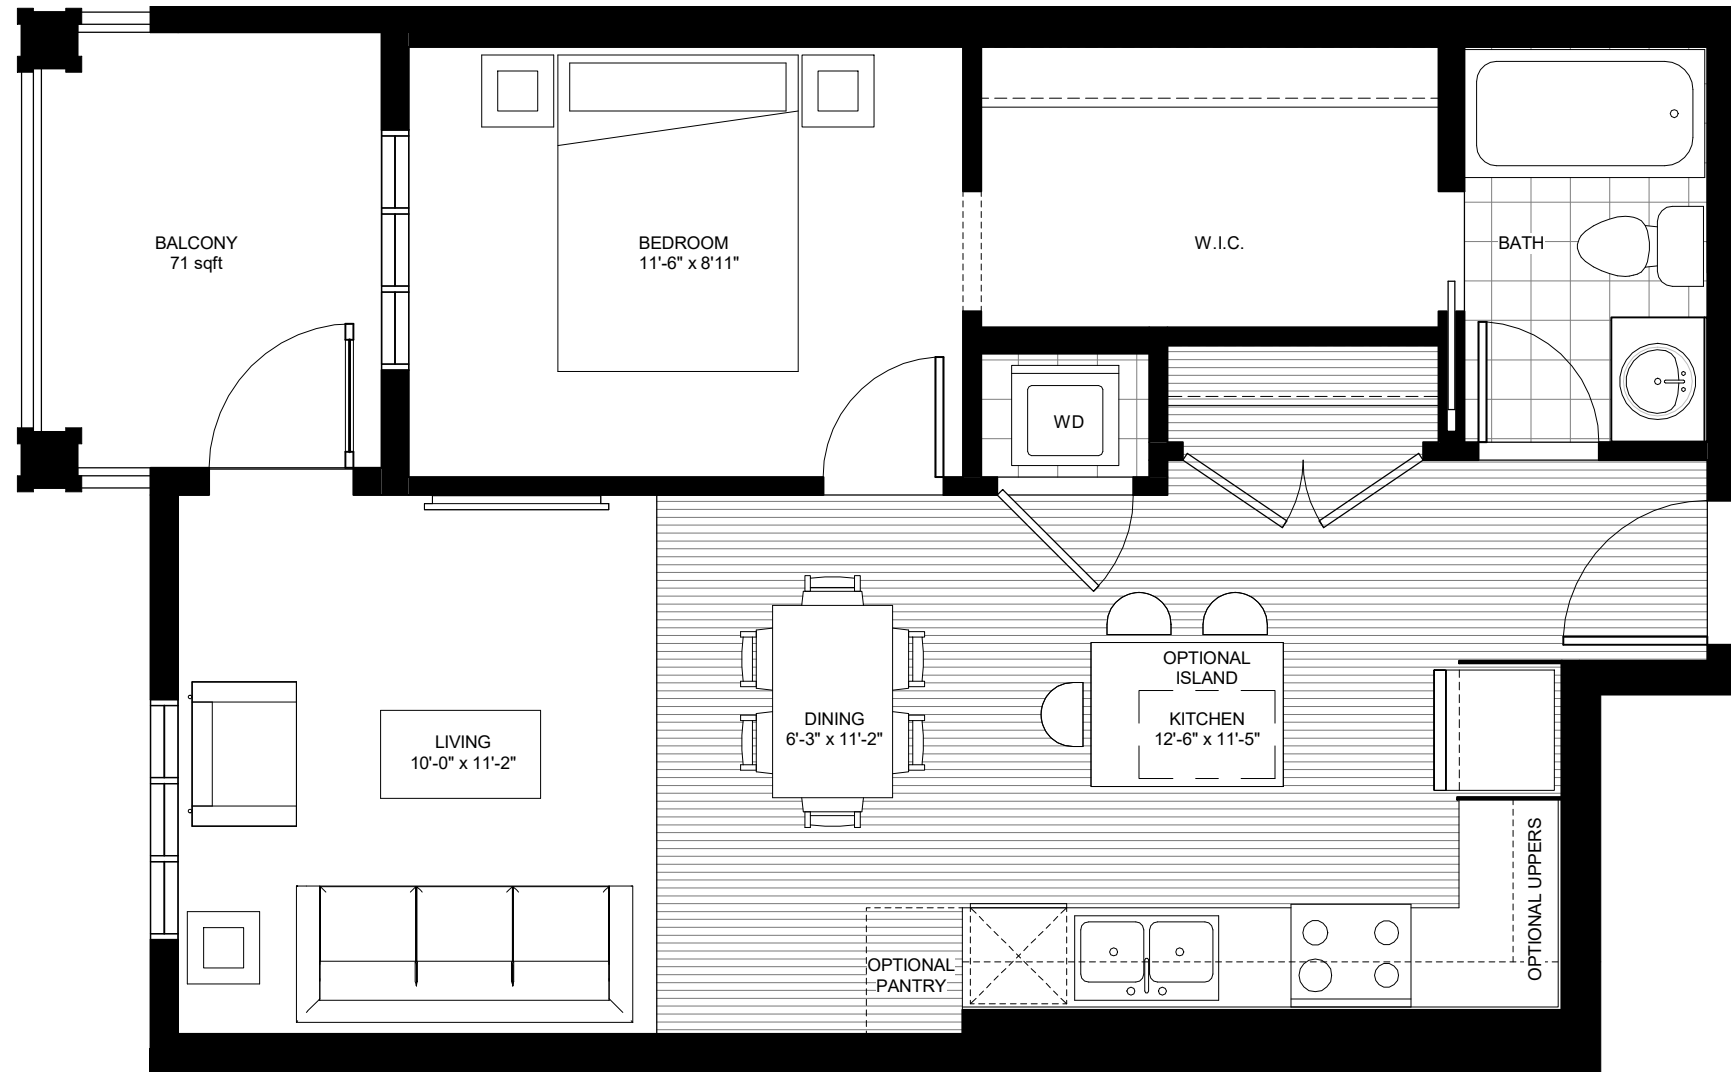 BALCONY
71 sqft
BEDROOM
11'-6" x 8'11"
W.I.C.
BATH
WD
LIVING
10'-0" x 11'-2"
DINING
6'-3" x 11'-2"
OPTIONAL
ISLAND
KITCHEN
12'-6" x 11'-5"
OPTIONAL UPPERS
OPTIONAL
PANTRY